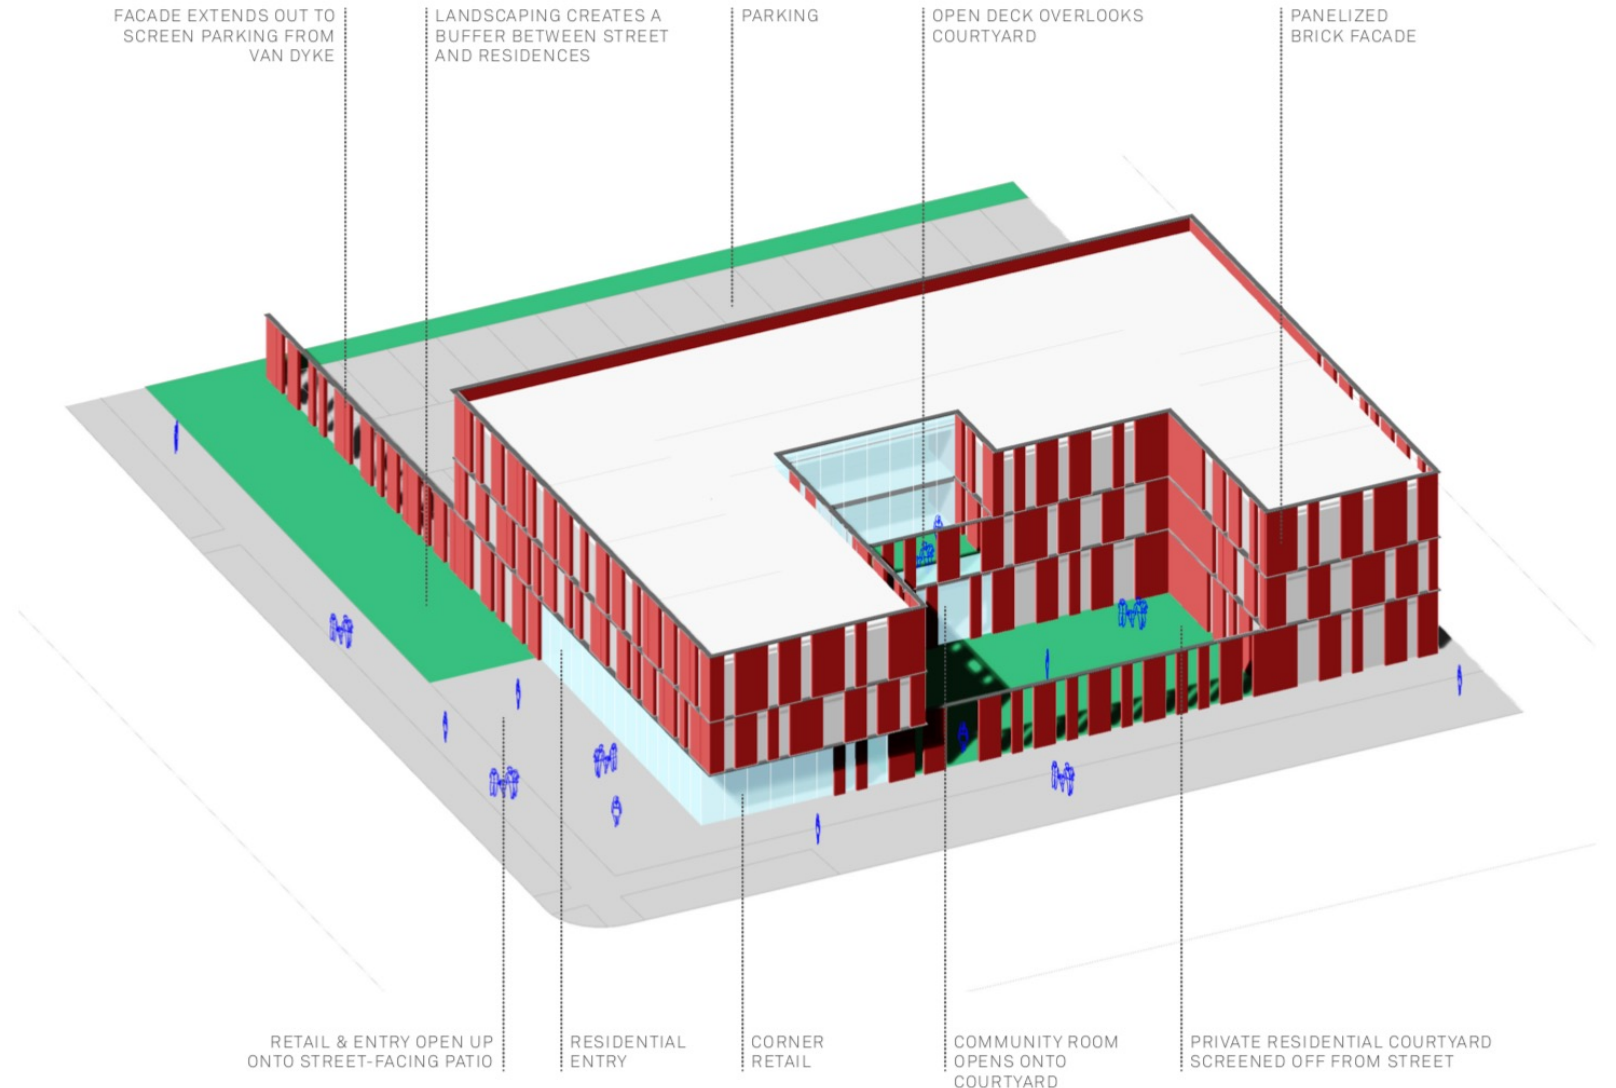 FACADE EXTENDS OUT TO
SCREEN PARKING FROM
VAN DYKE
LANDSCAPING CREATES A
BUFFER BETWEEN STREET
AND RESIDENCES
PARKING
OPEN DECK OVERLOOKS
COURTYARD
PANELIZED
BRICK FACADE
RETAIL & ENTRY OPEN UP
ONTO STREET-FACING PATIO
RESIDENTIAL
ENTRY
CORNER
RETAIL
COMMUNITY ROOM
OPENS ONTO
COURTYARD
PRIVATE RESIDENTIAL COURTYARD
SCREENED OFF FROM STREET